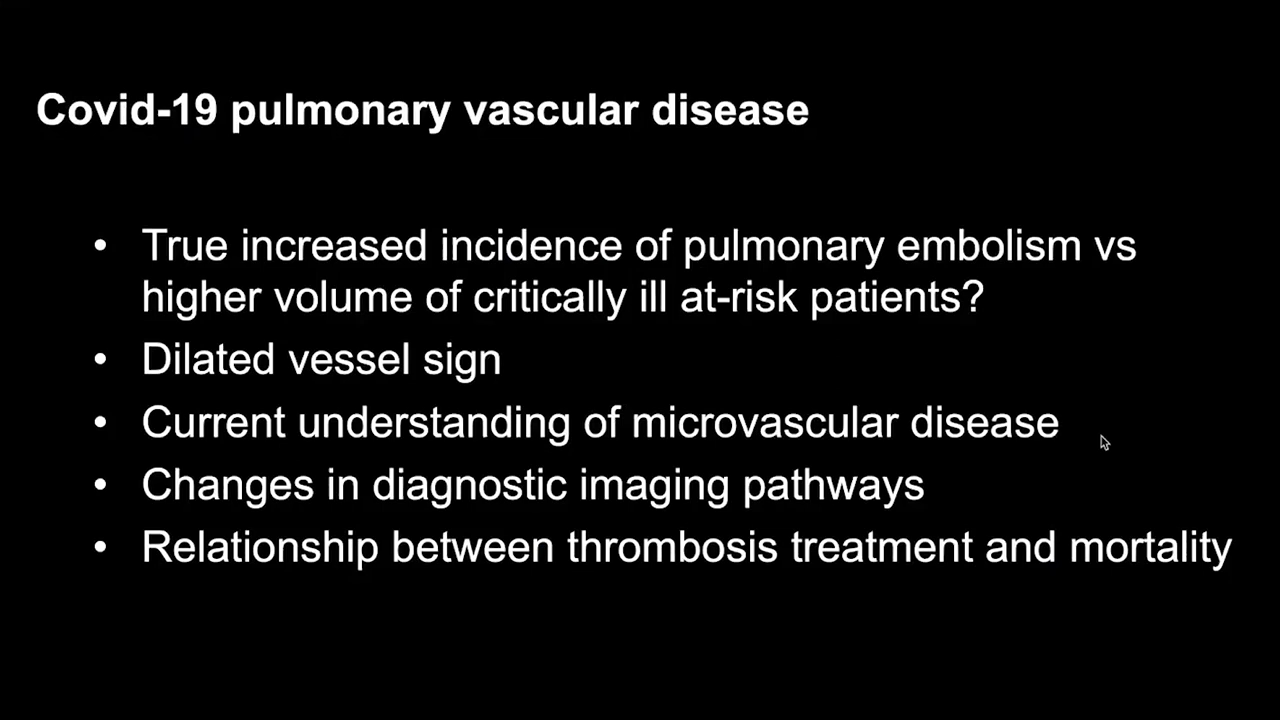 Covid-19 pulmonary vascular disease
• True increased incidence of pulmonary embolism vs
higher volume of critically ill at-risk patients?
• Dilated vessel sign
• Current understanding of microvascular disease
• Changes in diagnostic imaging pathways
• Relationship between thrombosis treatment and mortality